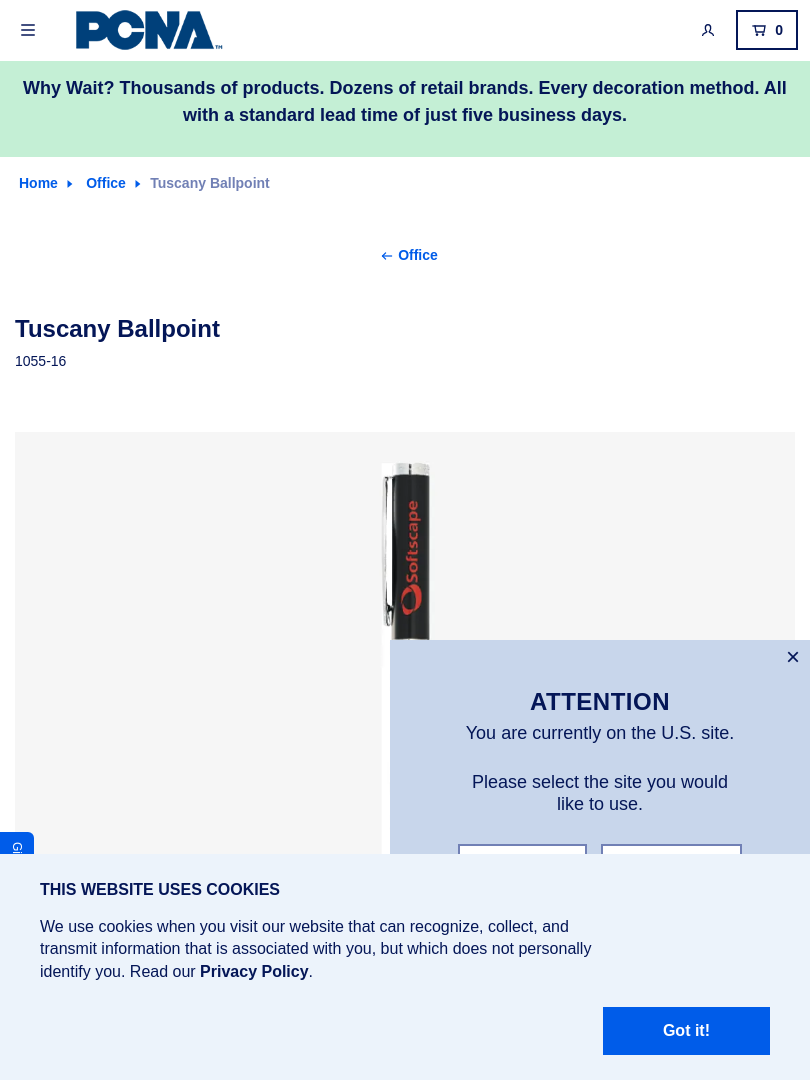 PCNA™
0
Why Wait? Thousands of products. Dozens of retail brands. Every decoration method. All
with a standard lead time of just five business days.
Home Office Tuscany Ballpoint
← Office
Tuscany Ballpoint
1055-16
Softscape
×
ATTENTION
You are currently on the U.S. site.
Please select the site you would
like to use.
THIS WEBSITE USES COOKIES
We use cookies when you visit our website that can recognize, collect, and
transmit information that is associated with you, but which does not personally
identify you. Read our Privacy Policy.
Got it!